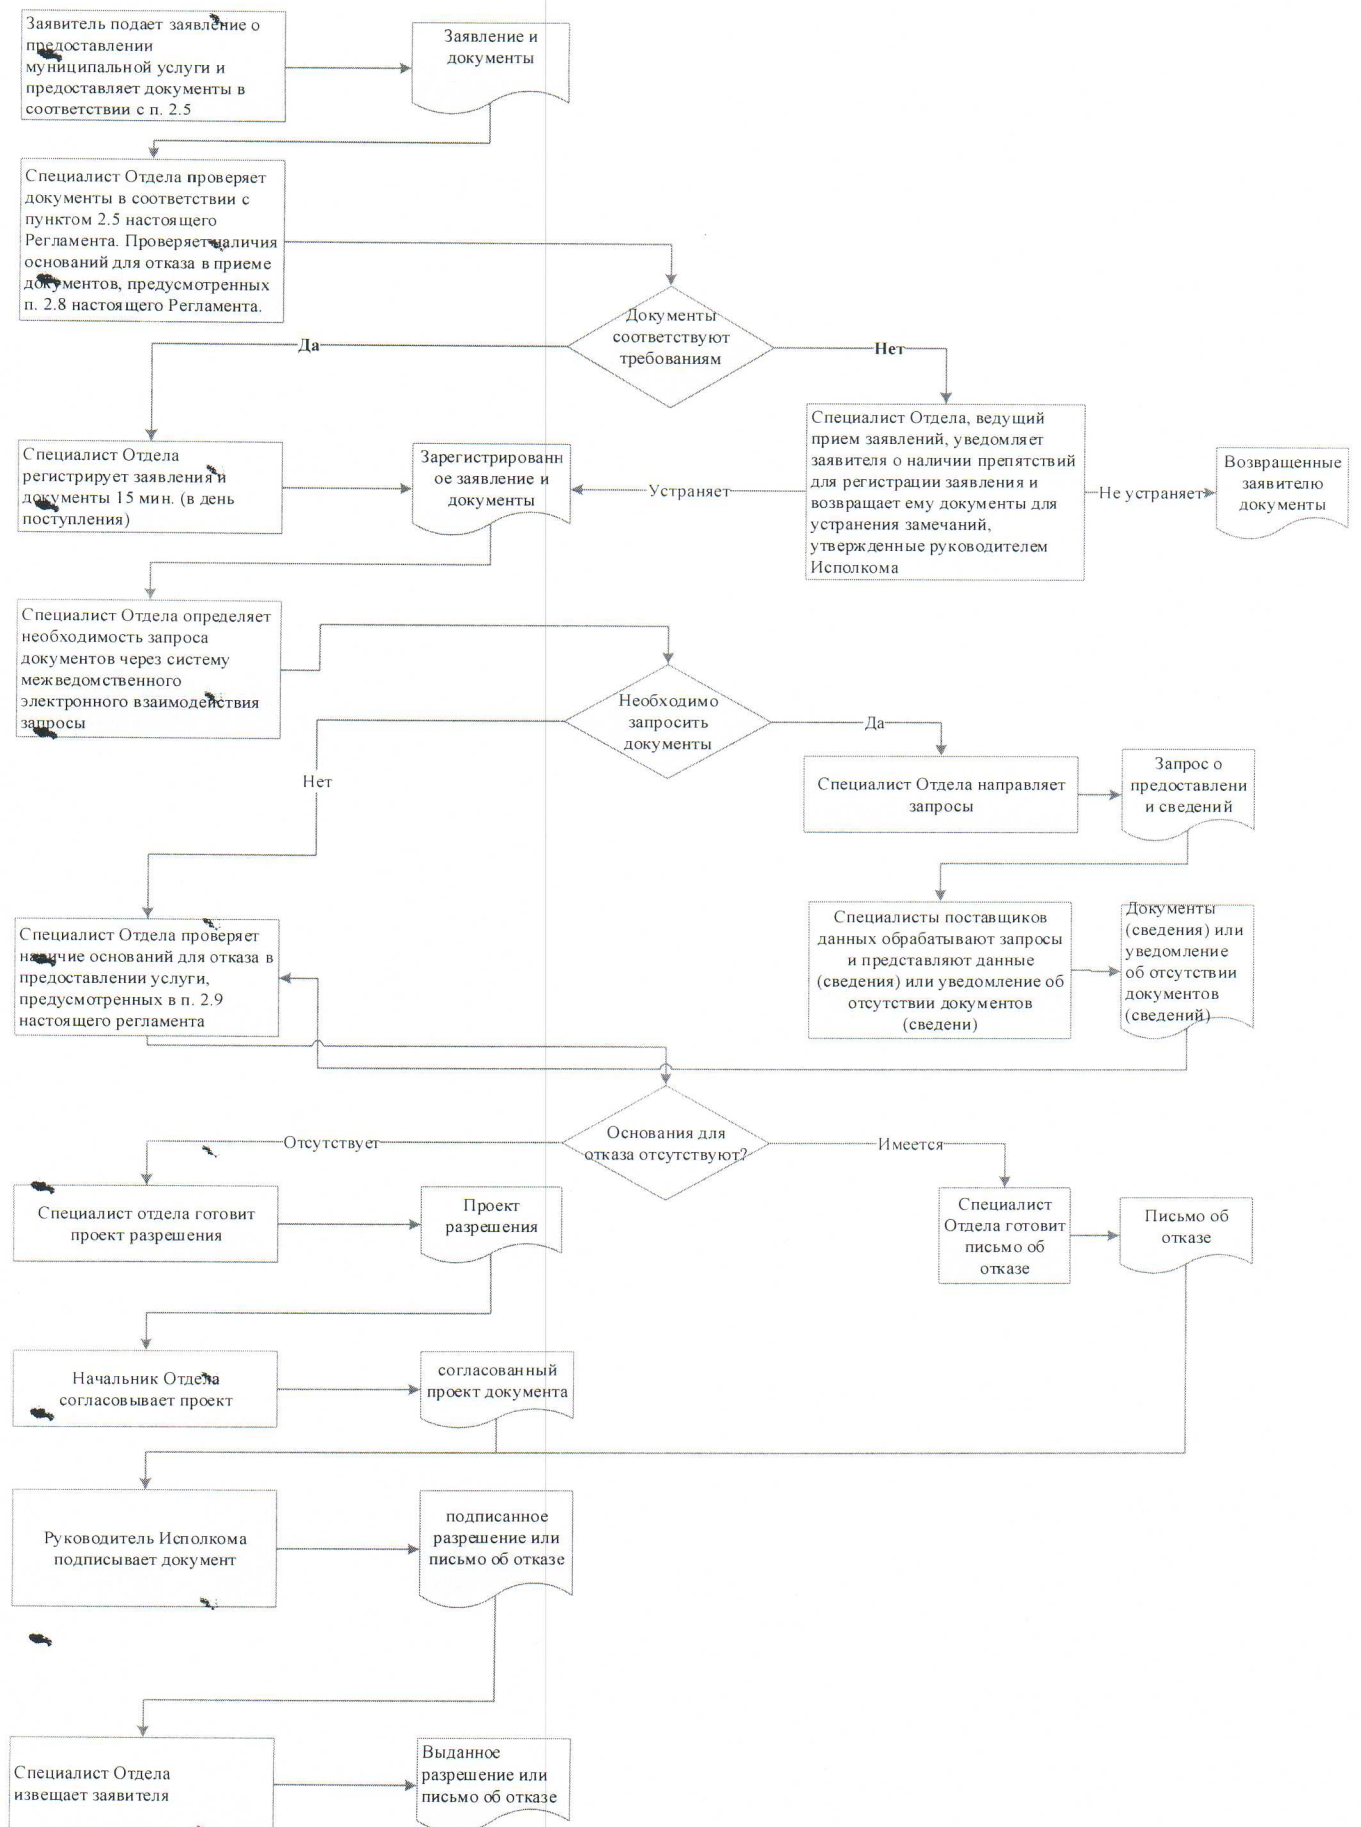 Заявитель подает заявление о
предоставлении
муниципальной услуги и
предоставляет документы в
соответствии с п. 2.5
Заявление и
документы
Специалист Отдела проверяет
документы в соответствии с
пунктом 2.5 настоящего
Регламента. Проверяет наличия
оснований для отказа в приеме
документов, предусмотренных
п. 2.8 настоящего Регламента.
Документы
соответствуют
требованиям
Да
Нет
Специалист Отдела
регистрирует заявления и
документы 15 мин. (в день
поступления)
Зарегистрированн
ое заявление и
документы
Устраняет
Специалист Отдела, ведущий
прием заявлений, уведомляет
заявителя о наличии препятствий
для регистрации заявления и
возвращает ему документы для
устранения замечаний,
утвержденные руководителем
Исполкома
Не устраняет
Возвращенные
заявителю
документы
Специалист Отдела определяет
необходимость запроса
документов через систему
межведомственного
электронного взаимодействия
запросы
Необходимо
запросить
документы
Да
Нет
Специалист Отдела направляет
запросы
Запрос о
предоставлени
и сведений
Специалист Отдела проверяет
наличие оснований для отказа в
предоставлении услуги,
предусмотренных в п. 2.9
настоящего регламента
Специалисты поставщиков
данных обрабатывают запросы
и представляют данные
(сведения) или уведомление об
отсутствии документов
(сведени)
Документы
(сведения) или
уведомление
об отсутствии
документов
(сведений)
Основания для
отказа отсутствуют?
Отсутствует
Имеется
Специалист отдела готовит
проект разрешения
Проект
разрешения
Специалист
Отдела готовит
письмо об
отказе
Письмо об
отказе
Начальник Отдела
согласовывает проект
согласованный
проект документа
Руководитель Исполкома
подписывает документ
подписанное
разрешение или
письмо об отказе
Специалист Отдела
извещает заявителя
Выданное
разрешение или
письмо об отказе